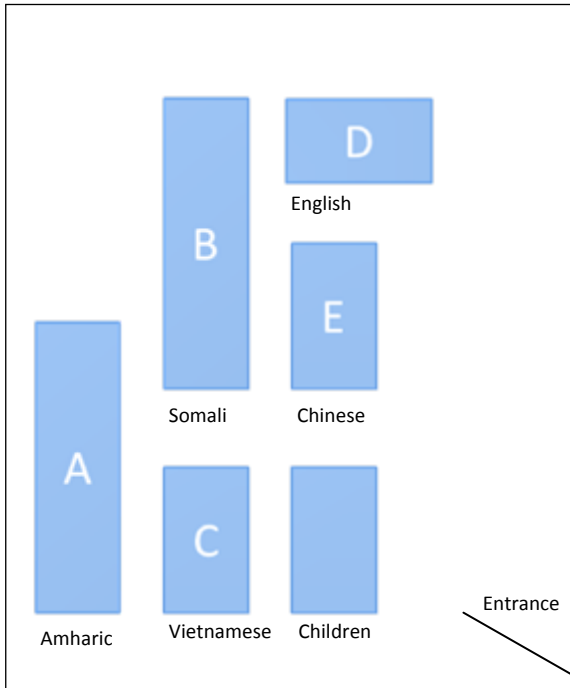 D
English
B
E
Somali
Chinese
A
C
Entrance
Amharic
Vietnamese
Children